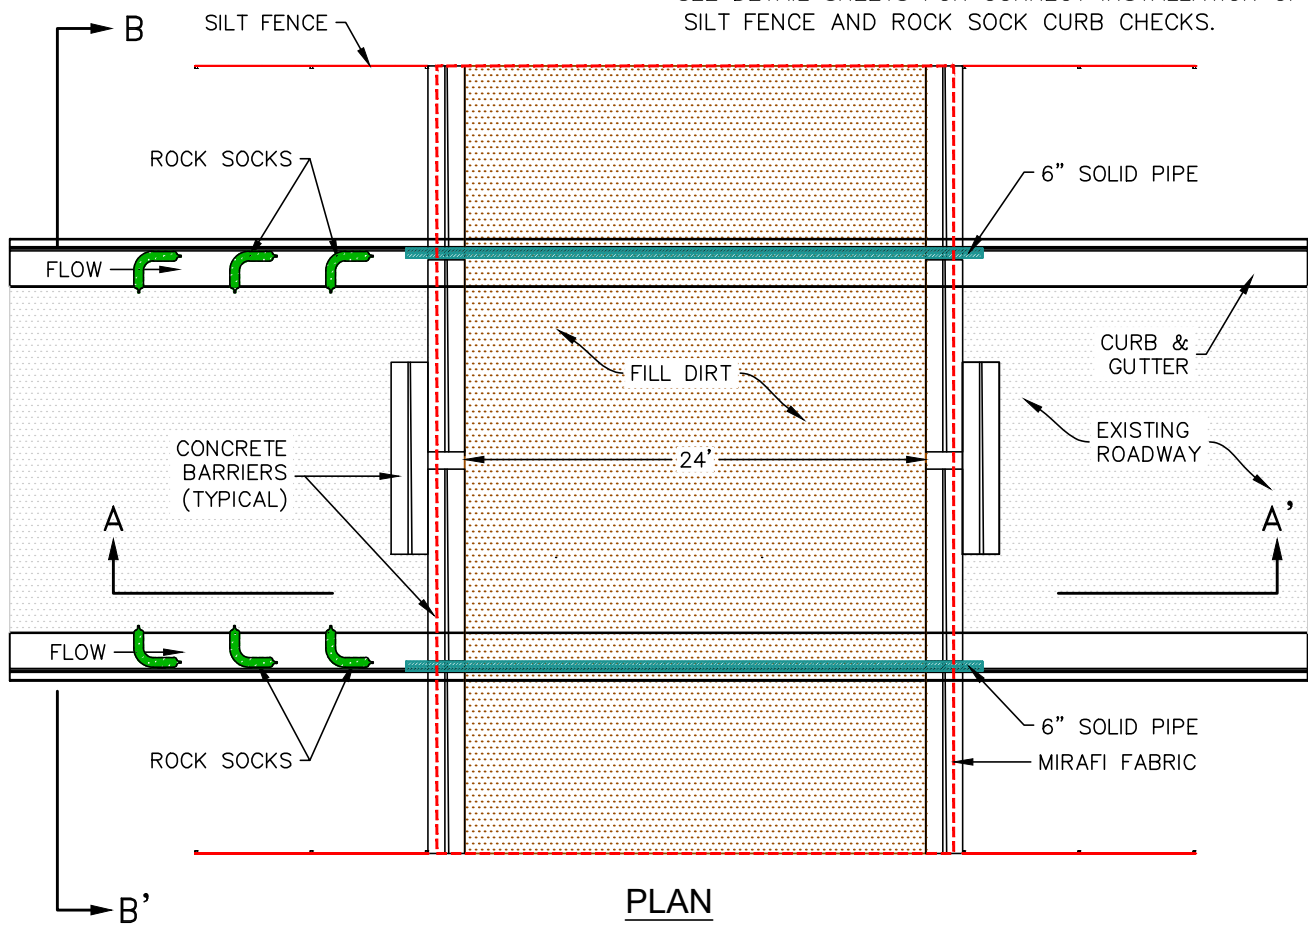 SILT FENCE AND ROCK SOCK CURB CHECKS.
B
SILT FENCE
ROCK SOCKS
6" SOLID PIPE
FLOW
CURB &
GUTTER
FILL DIRT
EXISTING
ROADWAY
CONCRETE
BARRIERS
(TYPICAL)
24'
A
A'
FLOW
6" SOLID PIPE
ROCK SOCKS
MIRAFI FABRIC
B'
PLAN